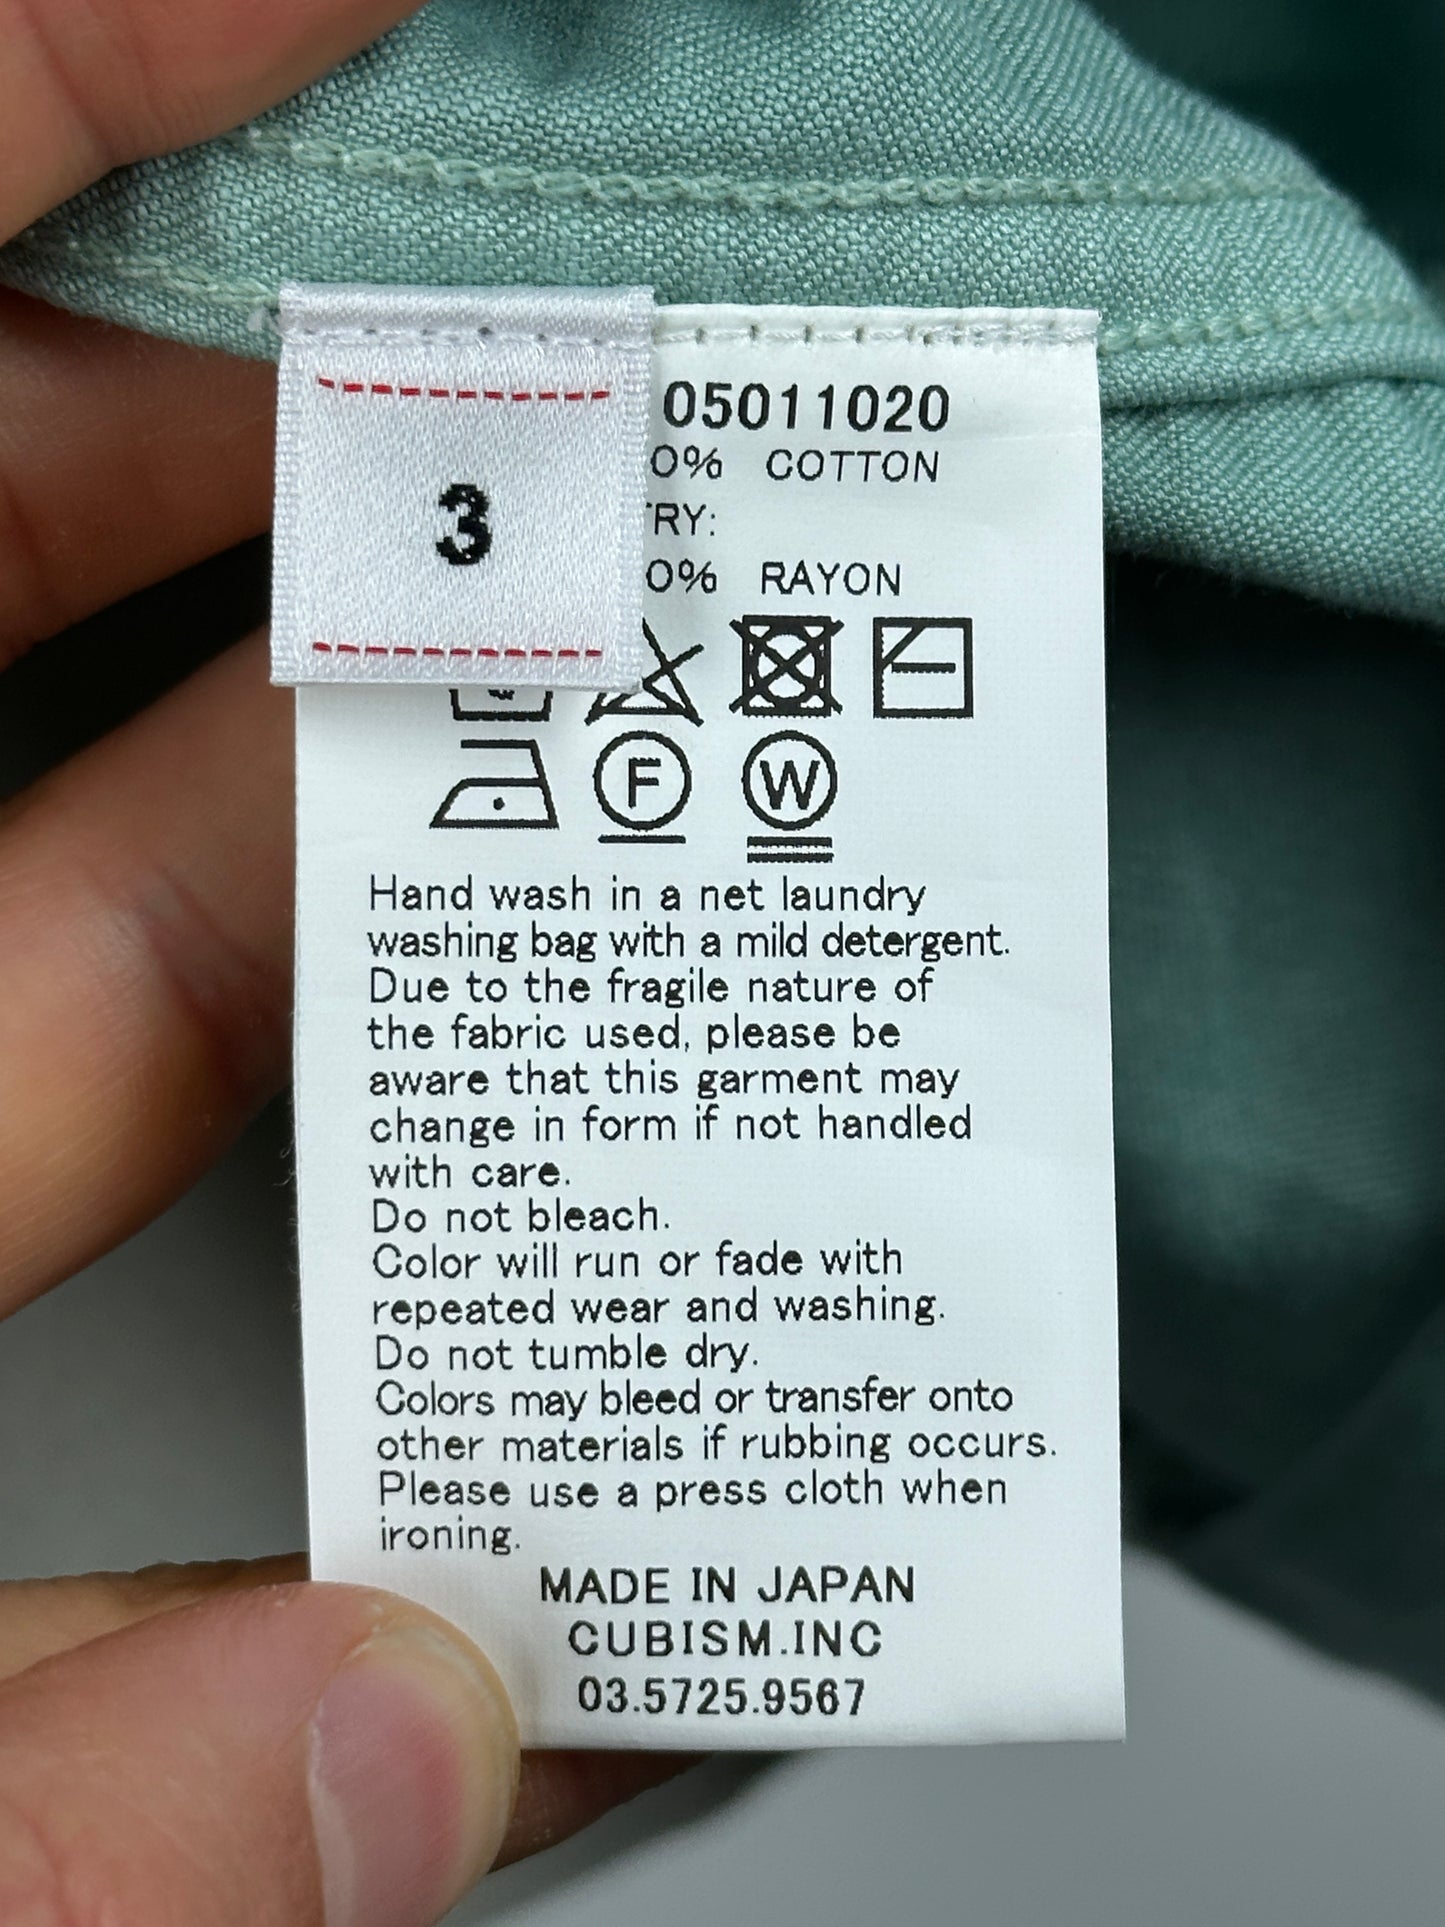 3
05011020
0% COTTON
RY:
0% RAYON
F
W
Hand wash in a net laundry
washing bag with a mild detergent.
Due to the fragile nature of
the fabric used, please be
aware that this garment may
change in form if not handled
with care.
Do not bleach.
Color will run or fade with
repeated wear and washing.
Do not tumble dry.
Colors may bleed or transfer onto
other materials if rubbing occurs.
Please use a press cloth when
ironing.
MADE IN JAPAN
CUBISM.INC
03.5725.9567